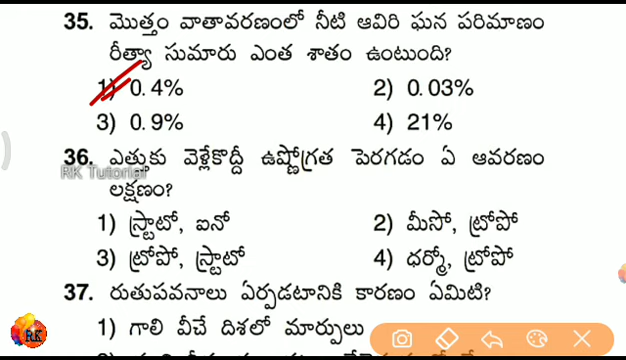 35. మొత్తం వాతావరణంలో నీటి ఆవిరి ఘన పరిమాణం
రీత్యా సుమారు ఎంత శాతం ఉంటుంది?
1) 0.4% 2) 0.03%
3) 0.9% 4) 21%
36. ఎత్తుకు వెళ్లేకొద్దీ ఉష్ణోగ్రత పెరగడం ఏ ఆవరణం
RK Tutorial
లక్షణం?
1) స్ట్రాటో, ఐనో 2) మీసో, ట్రోపో
3) ట్రోపో, స్ట్రాటో 4) థర్మో, ట్రోపో
37. రుతుపవనాలు ఏర్పడటానికి కారణం ఏమిటి?
1) గాలి వీచే దిశలో మార్పులు
RK